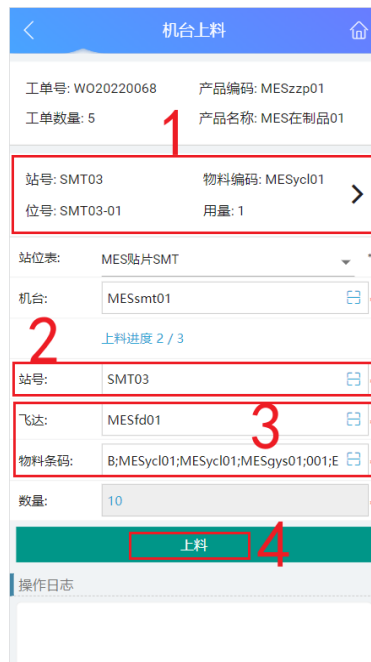 机台上料
工单号: WO20220068 产品编码: MESzzp01
工单数量: 5 产品名称: MES在制品01
1
站号: SMT03 物料编码: MESycl01
位号: SMT03-01 用量: 1
站位表: MES贴片SMT
机台: MESsmt01
上料进度 2 / 3
2
站号: SMT03
飞达: MESfd01
3
物料条码: B;MESycl01;MESycl01;MESgys01;001;E
数量: 10
上料
4
操作日志